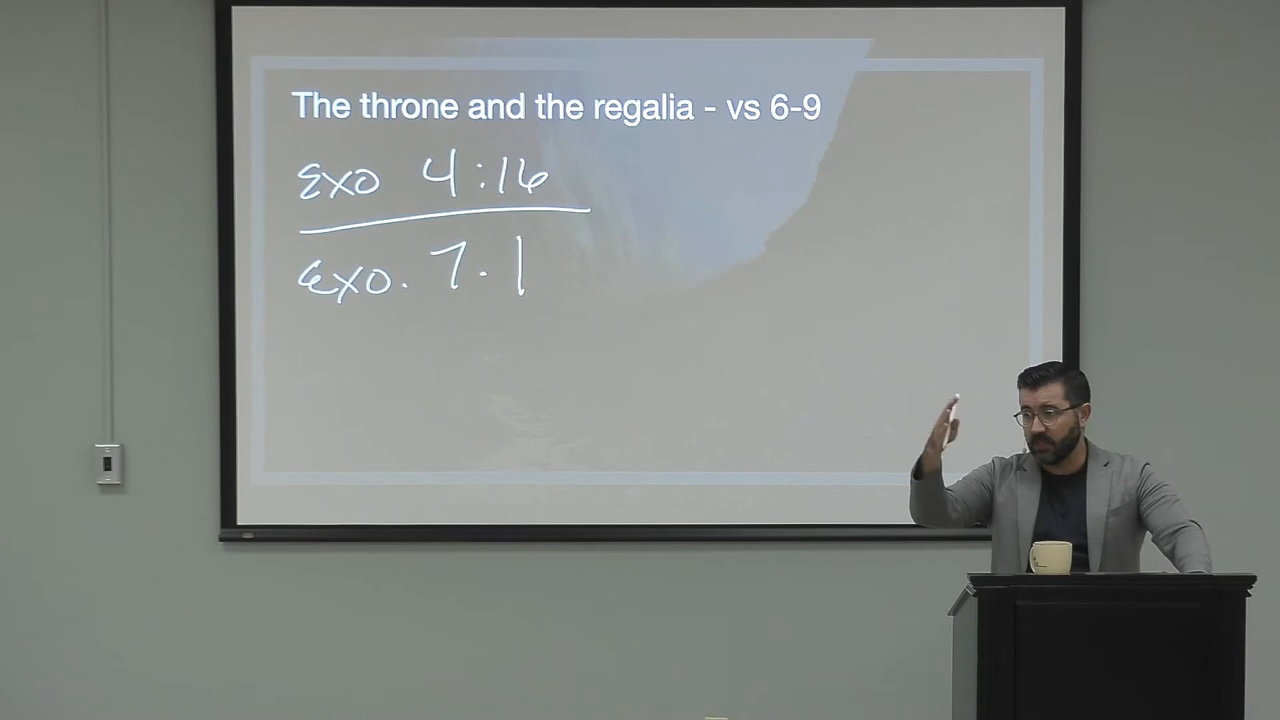 The throne and the regalia - vs 6-9
Exo 4:16
Exo. 7.1